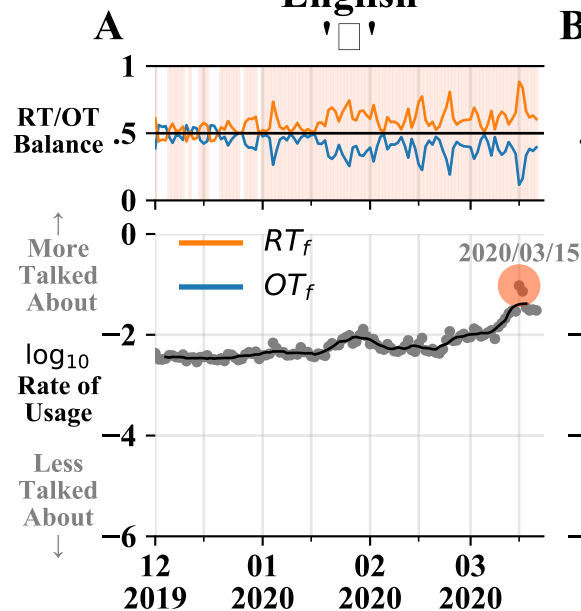 English
A
B
'□'
1
RT/OT
Balance
.5
0
↑
More
Talked
About
0
RT_f
2020/03/15
OT_f
−2
log₁₀
Rate of
Usage
−4
Less
Talked
About
↓
−6
12
2019
01
2020
02
2020
03
2020